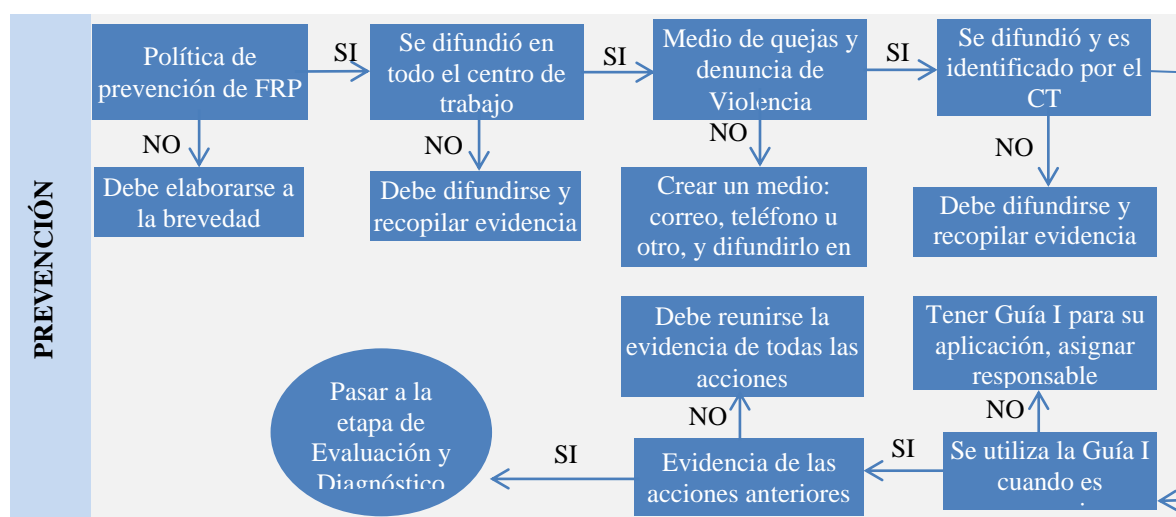 PREVENCIÓN
Política de
prevención de FRP
SI
Se difundió en
todo el centro de
trabajo
SI
Medio de quejas y
denuncia de
Violencia
SI
Se difundió y es
identificado por el
CT
NO
Debe elaborarse a
la brevedad
NO
Debe difundirse y
recopilar evidencia
NO
Crear un medio:
correo, teléfono u
otro, y difundirlo en
NO
Debe difundirse y
recopilar evidencia
Tener Guía I para su
aplicación, asignar
responsable
NO
Se utiliza la Guía I
cuando es
SI
Debe reunirse la
evidencia de todas las
acciones
NO
Evidencia de las
acciones anteriores
SI
Pasar a la
etapa de
Evaluación y
Diagnóstico